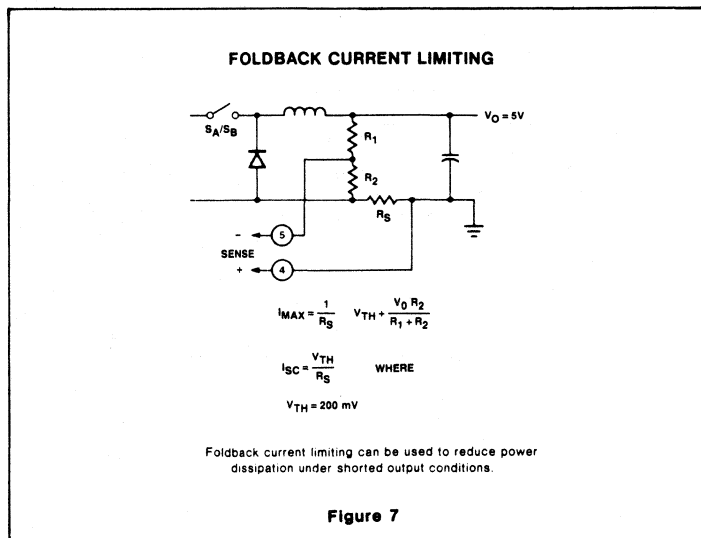 FOLDBACK CURRENT LIMITING
SA/SB
R1
VO = 5V
R2
RS
− 5
SENSE
+ 4
IMAX = 1/RS VTH + VO R2/R1 + R2
ISC = VTH/RS WHERE
VTH = 200 mV
Foldback current limiting can be used to reduce power
dissipation under shorted output conditions.
Figure 7